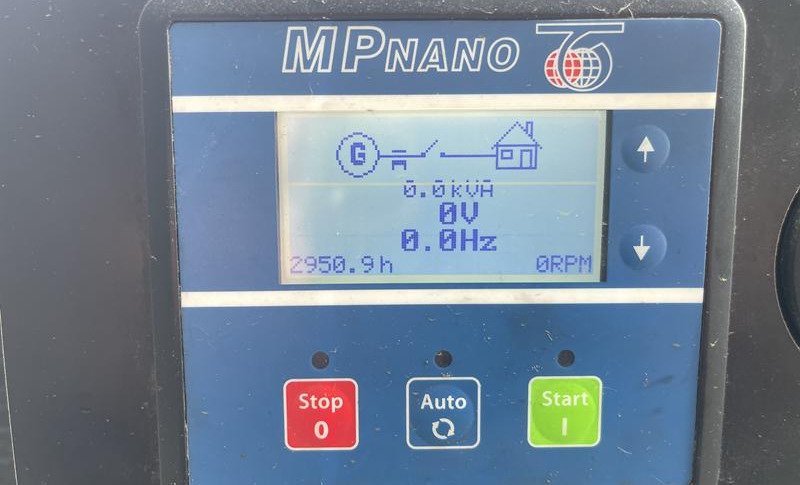 MPNANO
G
0.0kVA
0V
0.0Hz
2950.9h 0RPM
Stop Auto Start
0 I